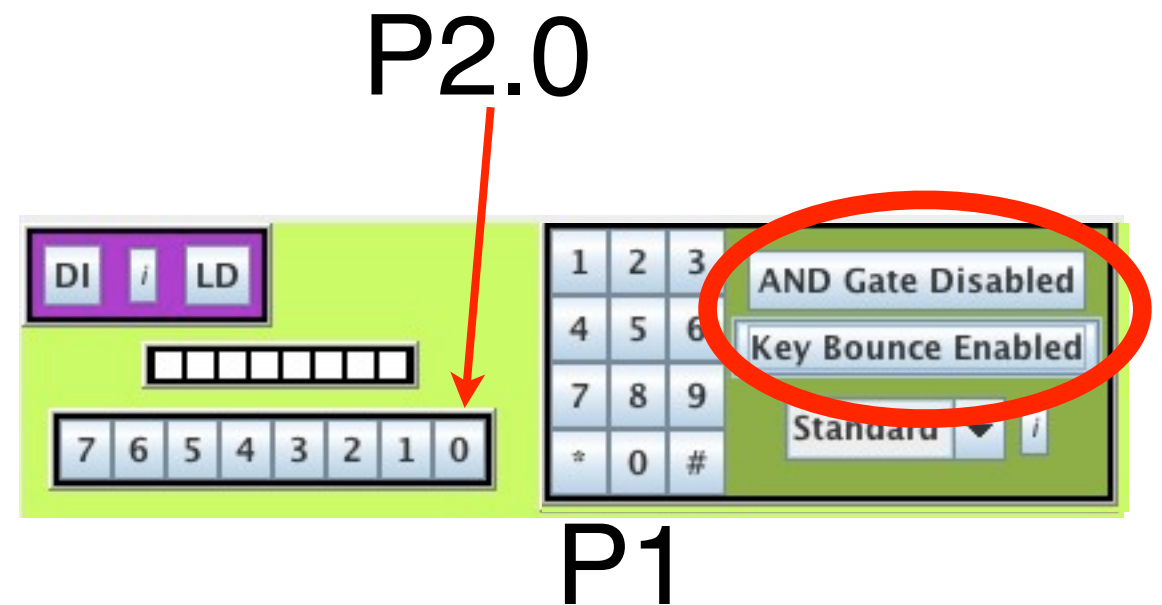 P2.0
DI i LD
7 6 5 4 3 2 1 0
1 2 3
4 5 6
7 8 9
* 0 #
AND Gate Disabled
Key Bounce Enabled
Standard i
P1